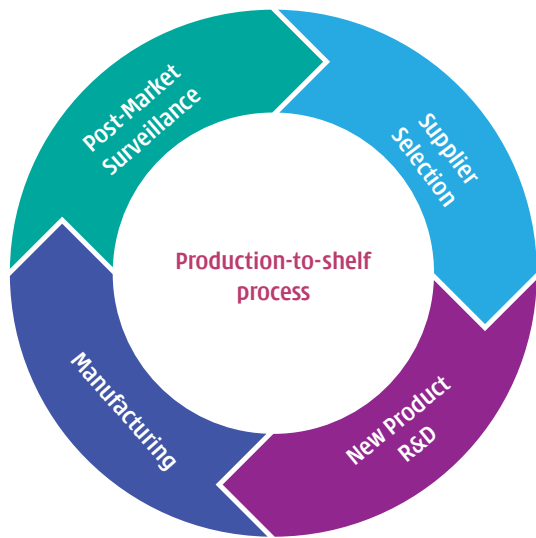 Post-Market
Surveillance
Supplier
Selection
Production-to-shelf
process
Manufacturing
New Product
R&D